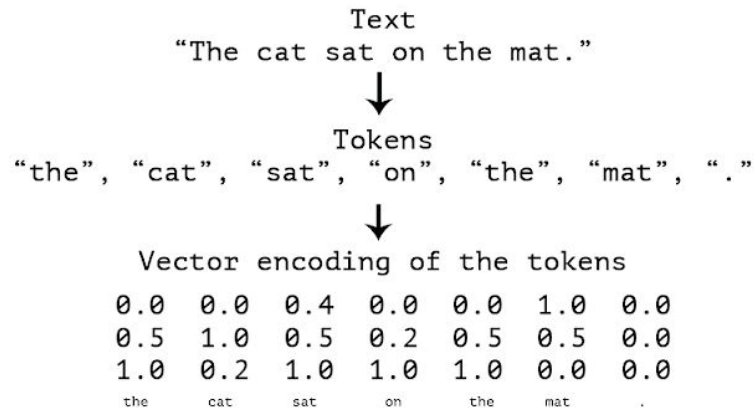 Text
“The cat sat on the mat.”
Tokens
“the”, “cat”, “sat”, “on”, “the”, “mat”, “.”
Vector encoding of the tokens
0.0 0.0 0.4 0.0 0.0 1.0 0.0
0.5 1.0 0.5 0.2 0.5 0.5 0.0
1.0 0.2 1.0 1.0 1.0 0.0 0.0
the cat sat on the mat .